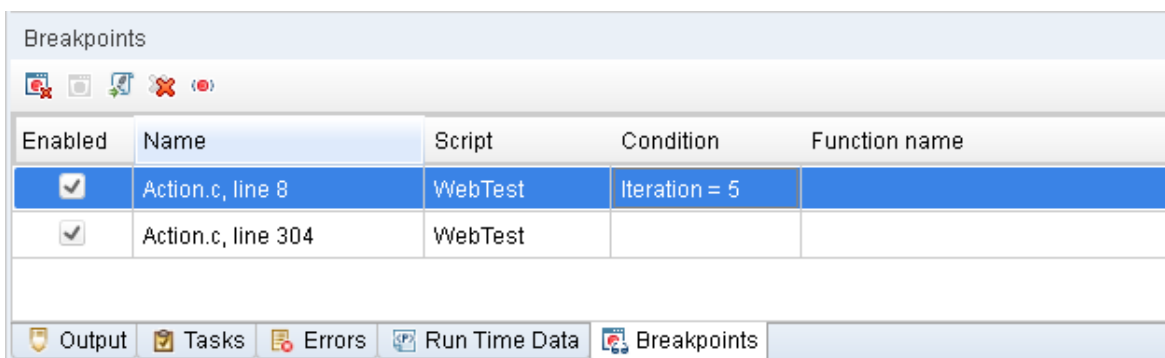 Breakpoints
Enabled Name Script Condition Function name
Action.c, line 8 WebTest Iteration = 5
Action.c, line 304 WebTest
Output Tasks Errors Run Time Data Breakpoints